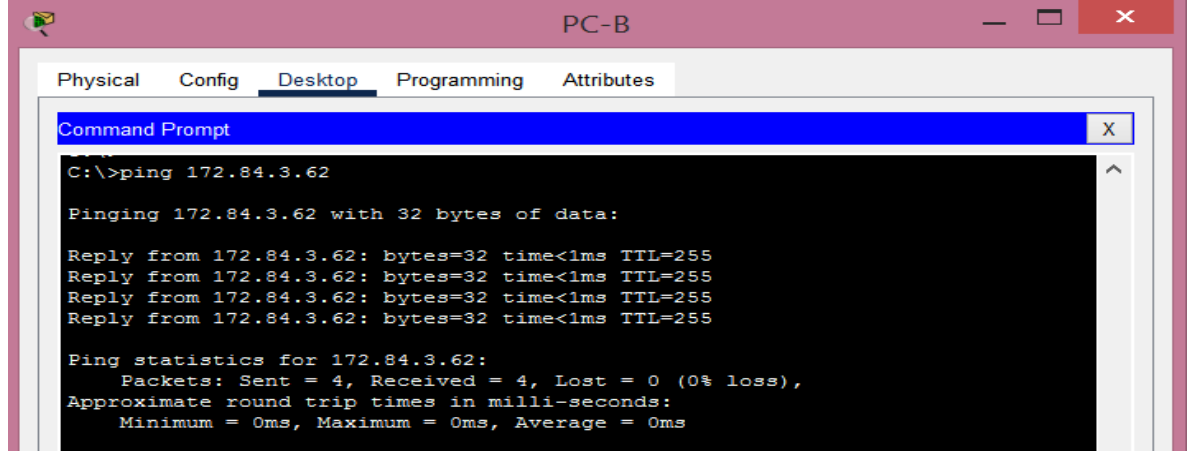 PC-B
Physical Config Desktop Programming Attributes
Command Prompt X
C:\>ping 172.84.3.62
Pinging 172.84.3.62 with 32 bytes of data:
Reply from 172.84.3.62: bytes=32 time<1ms TTL=255
Reply from 172.84.3.62: bytes=32 time<1ms TTL=255
Reply from 172.84.3.62: bytes=32 time<1ms TTL=255
Reply from 172.84.3.62: bytes=32 time<1ms TTL=255
Ping statistics for 172.84.3.62:
Packets: Sent = 4, Received = 4, Lost = 0 (0% loss),
Approximate round trip times in milli-seconds:
Minimum = 0ms, Maximum = 0ms, Average = 0ms